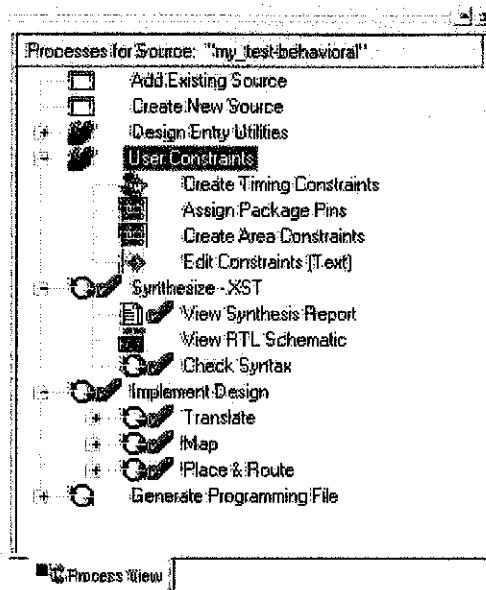 Processes for Source: "my_test-behavioral"
Add Existing Source
Create New Source
Design Entry Utilities
User Constraints
Create Timing Constraints
Assign Package Pins
Create Area Constraints
Edit Constraints (Text)
Synthesize - XST
View Synthesis Report
View RTL Schematic
Check Syntax
Implement Design
Translate
Map
Place & Route
Generate Programming File
Process View